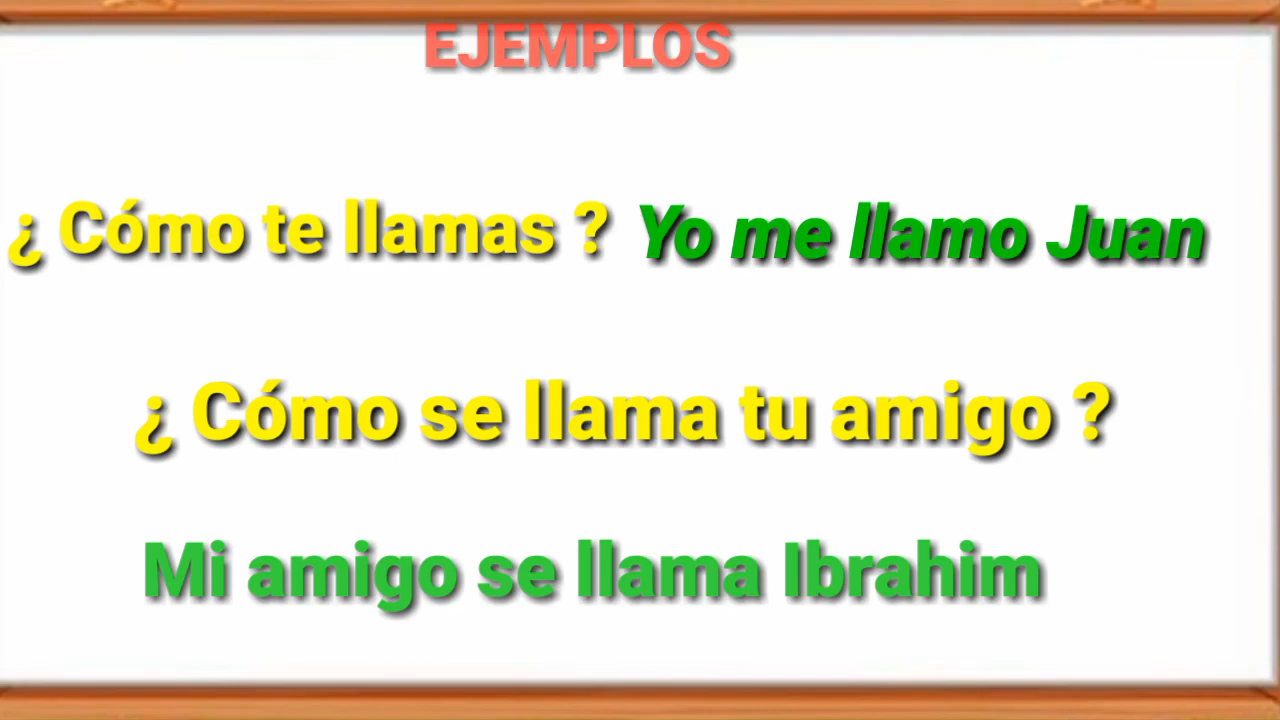 EJEMPLOS
¿ Cómo te llamas ? Yo me llamo Juan
¿ Cómo se llama tu amigo ?
Mi amigo se llama Ibrahim